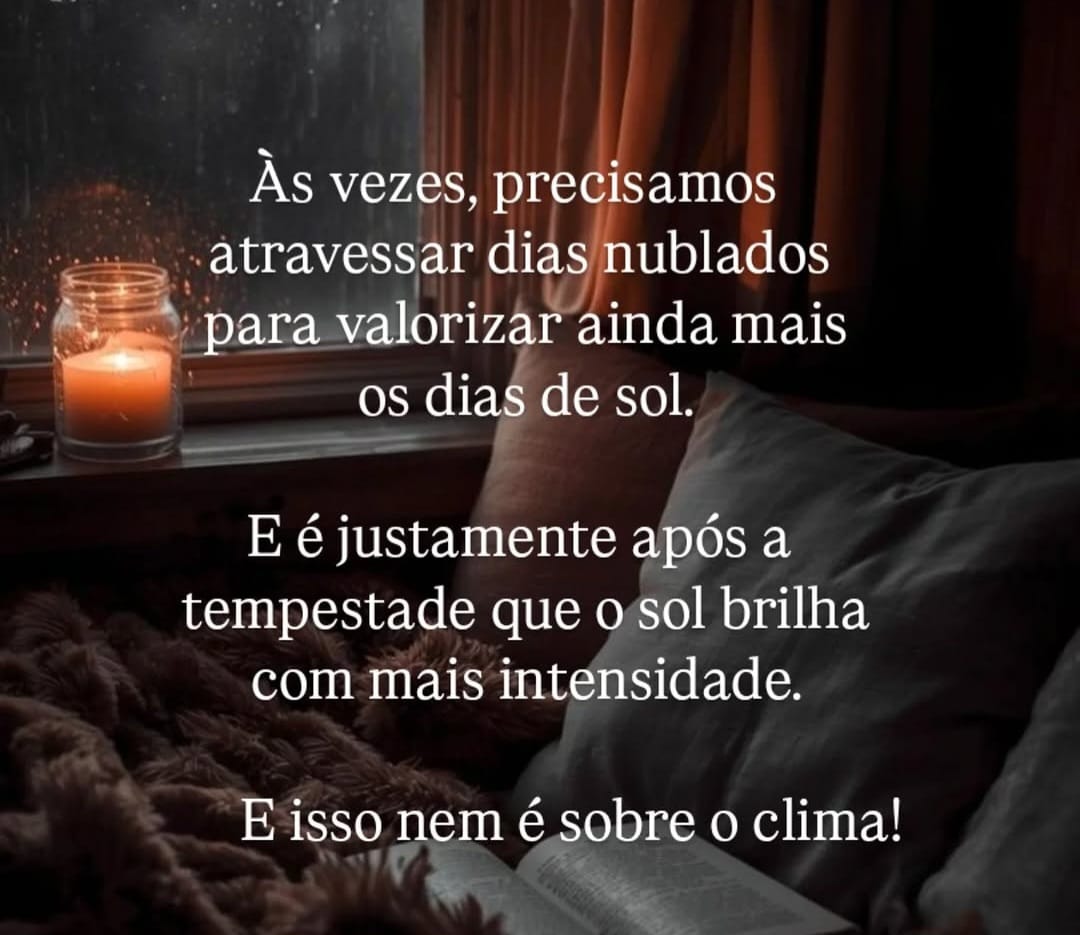 Às vezes, precisamos
atravessar dias nublados
para valorizar ainda mais
os dias de sol.
E é justamente após a
tempestade que o sol brilha
com mais intensidade.
E isso nem é sobre o clima!